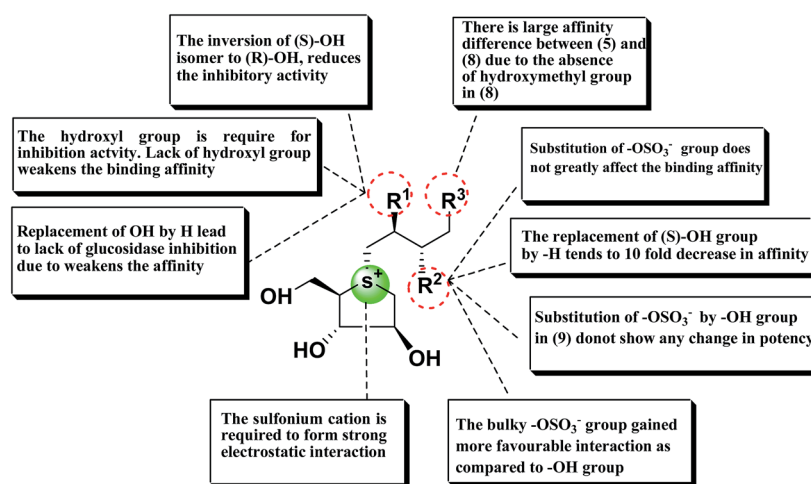 The inversion of (S)-OH
isomer to (R)-OH, reduces
the inhibitory activity
There is large affinity
difference between (5) and
(8) due to the absence
of hydroxymethyl group
in (8)
The hydroxyl group is require for
inhibition actvity. Lack of hydroxyl group
weakens the binding affinity
Substitution of -OSO₃⁻ group does
not greatly affect the binding affinity
Replacement of OH by H lead
to lack of glucosidase inhibition
due to weakens the affinity
The replacement of (S)-OH group
by -H tends to 10 fold decrease in affinity
Substitution of -OSO₃⁻ by -OH group
in (9) donot show any change in potency
R¹ R³
R²
S⁺
OH
HO
OH
The sulfonium cation is
required to form strong
electrostatic interaction
The bulky -OSO₃⁻ group gained
more favourable interaction as
compared to -OH group